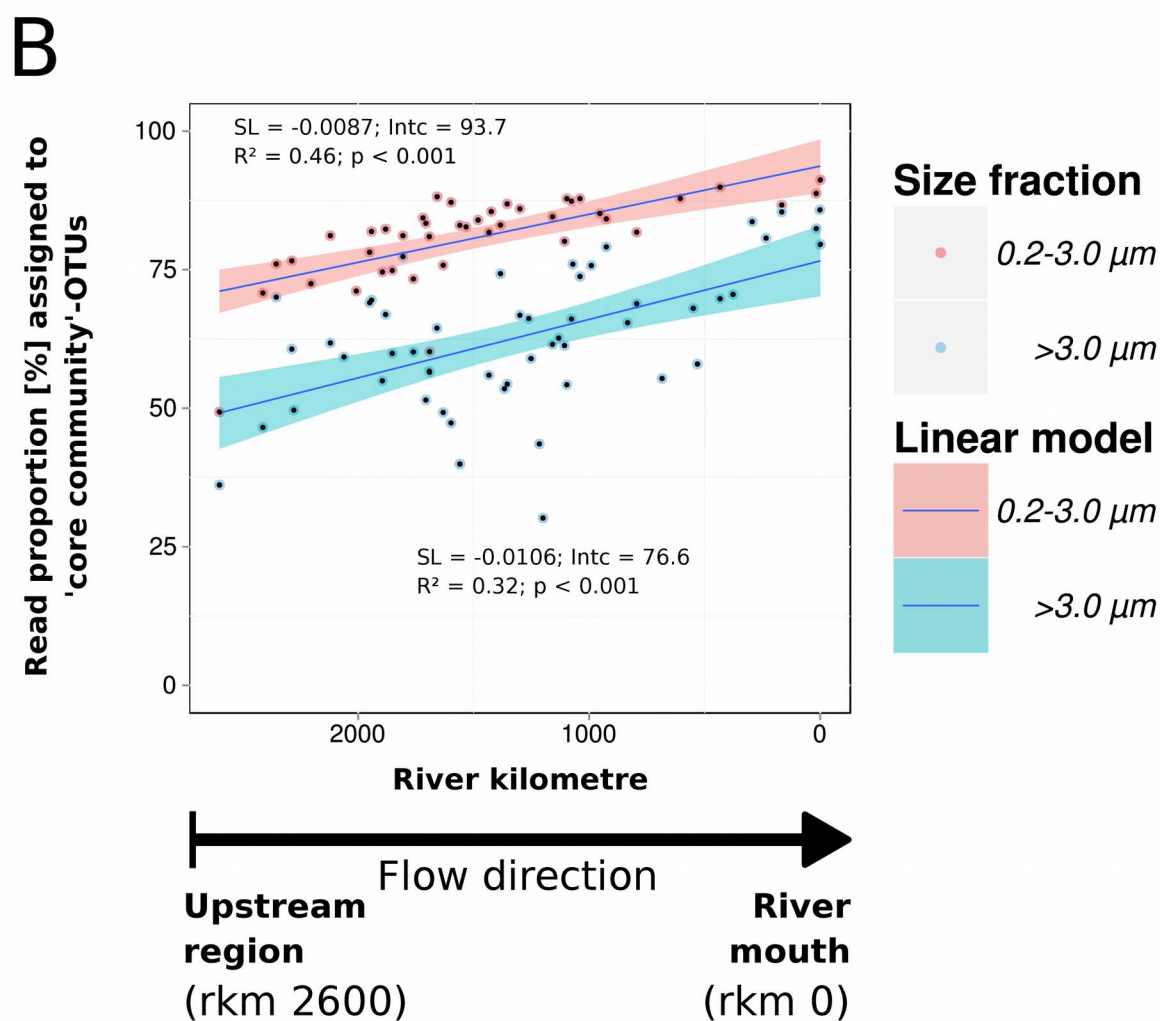 B
Read proportion [%] assigned to
'core community'-OTUs
100
75
50
25
0
SL = -0.0087; Intc = 93.7
R² = 0.46; p < 0.001
SL = -0.0106; Intc = 76.6
R² = 0.32; p < 0.001
2000
1000
0
River kilometre
Flow direction
Upstream
region
(rkm 2600)
River
mouth
(rkm 0)
Size fraction
0.2-3.0 µm
>3.0 µm
Linear model
0.2-3.0 µm
>3.0 µm